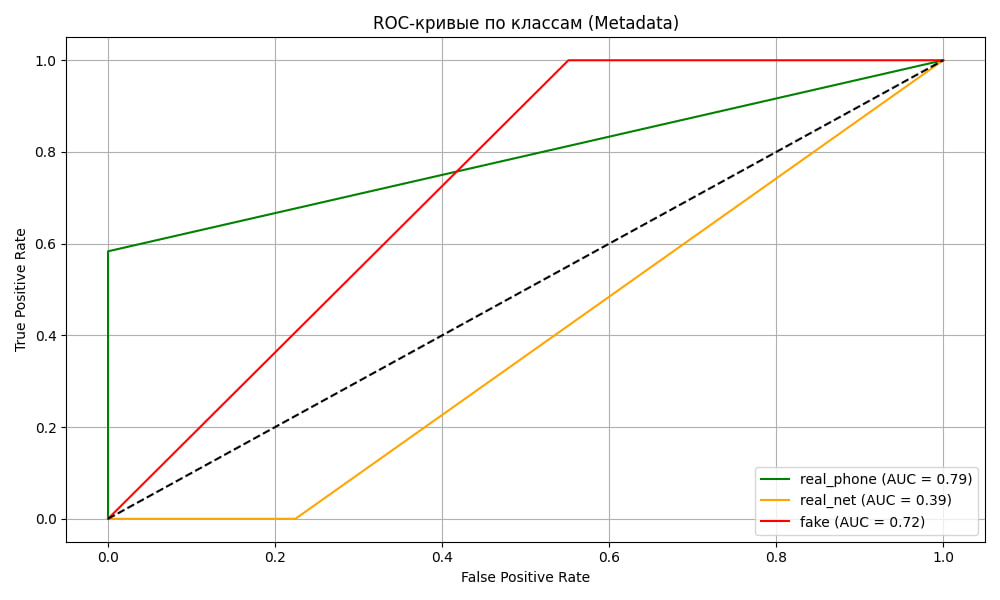 ROC-кривые по классам (Metadata)
True Positive Rate
1.0
0.8
0.6
0.4
0.2
0.0
0.0 0.2 0.4 0.6 0.8 1.0
False Positive Rate
real_phone (AUC = 0.79)
real_net (AUC = 0.39)
fake (AUC = 0.72)